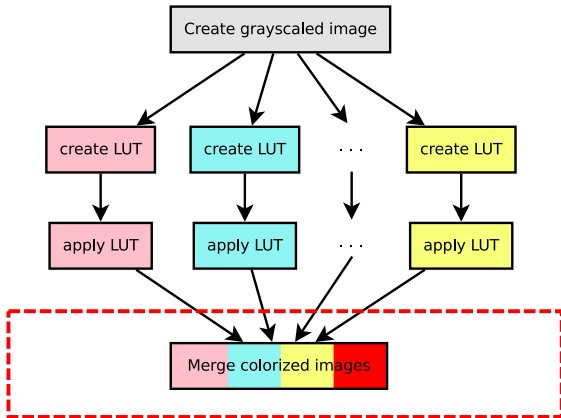 Create grayscaled image
create LUT
create LUT
. . .
create LUT
apply LUT
apply LUT
. . .
apply LUT
Merge colorized images